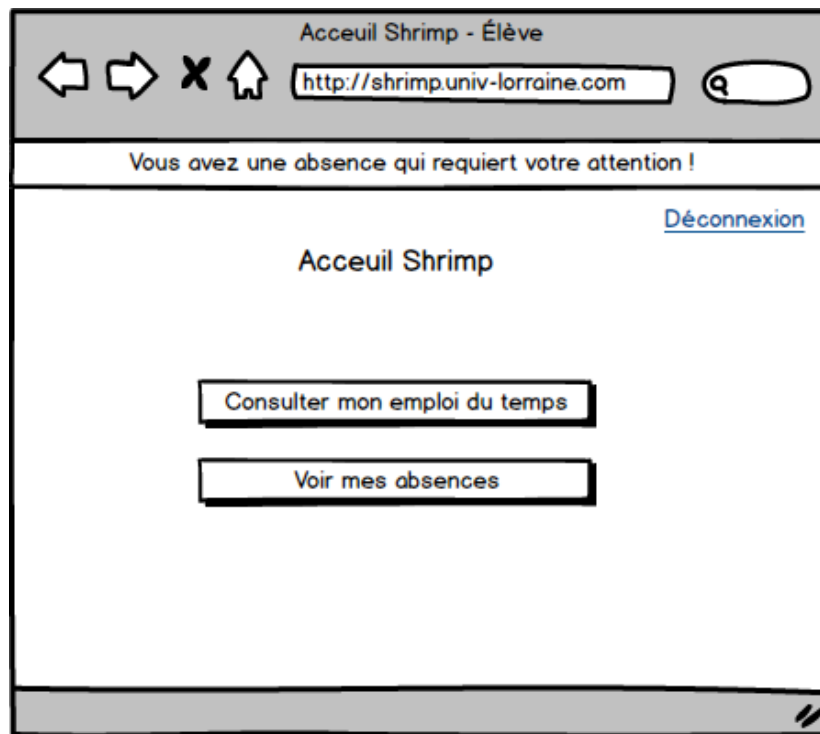 Acceuil Shrimp - Élève
http://shrimp.univ-lorraine.com
Vous avez une absence qui requiert votre attention !
Déconnexion
Acceuil Shrimp
Consulter mon emploi du temps
Voir mes absences